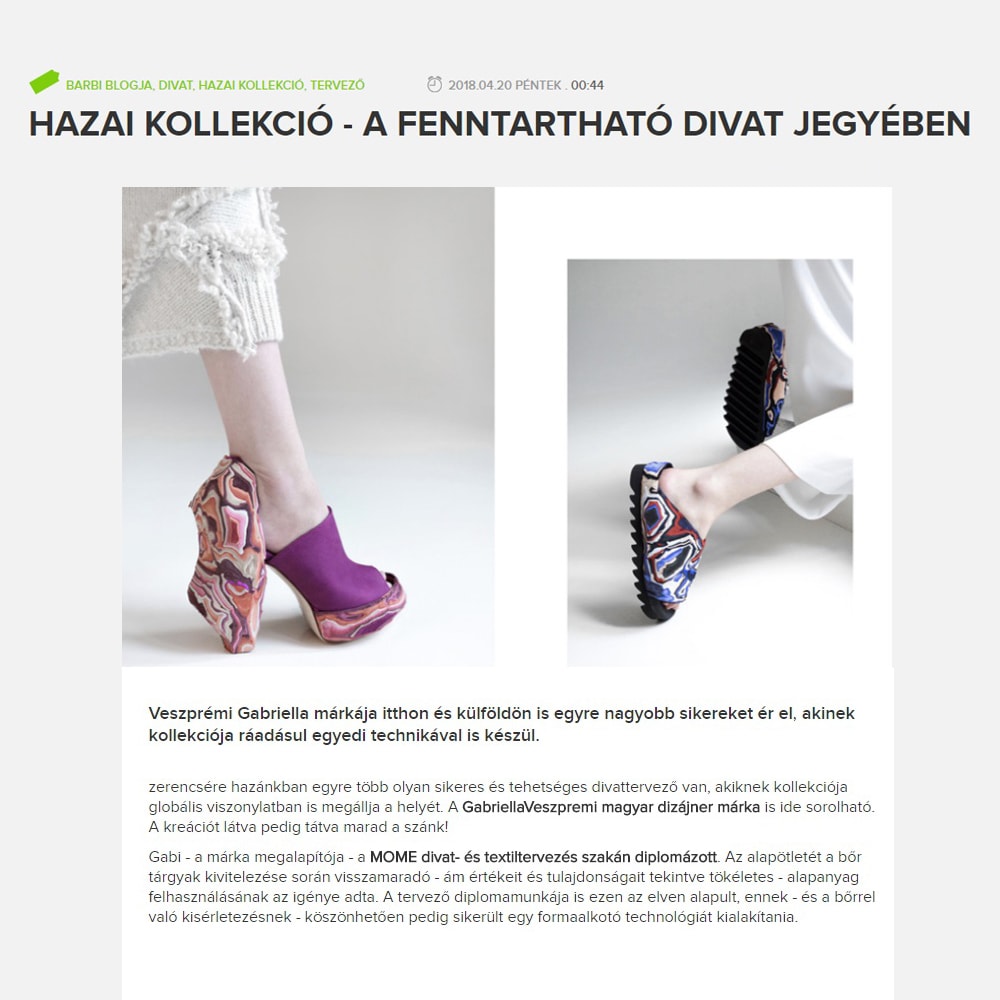 BARBI BLOGJA, DIVAT, HAZAI KOLLEKCIÓ, TERVEZŐ 2018.04.20 PÉNTEK . 00:44
HAZAI KOLLEKCIÓ - A FENNTARTHATÓ DIVAT JEGYÉBEN
Veszprémi Gabriella márkája itthon és külföldön is egyre nagyobb sikereket ér el, akinek
kollekciója ráadásul egyedi technikával is készül.
zerencsére hazánkban egyre több olyan sikeres és tehetséges divattervező van, akiknek kollekciója
globális viszonylatban is megállja a helyét. A GabriellaVeszpremi magyar dizájner márka is ide sorolható.
A kreációt látva pedig tátva marad a szánk!
Gabi - a márka megalapítója - a MOME divat- és textiltervezés szakán diplomázott. Az alapötletét a bőr
tárgyak kivitelezése során visszamaradó - ám értékeit és tulajdonságait tekintve tökéletes - alapanyag
felhasználásának az igénye adta. A tervező diplomamunkája is ezen az elven alapult, ennek - és a bőrrel
való kisérletezésnek - köszönhetően pedig sikerült egy formaalkotó technológiát kialakítania.